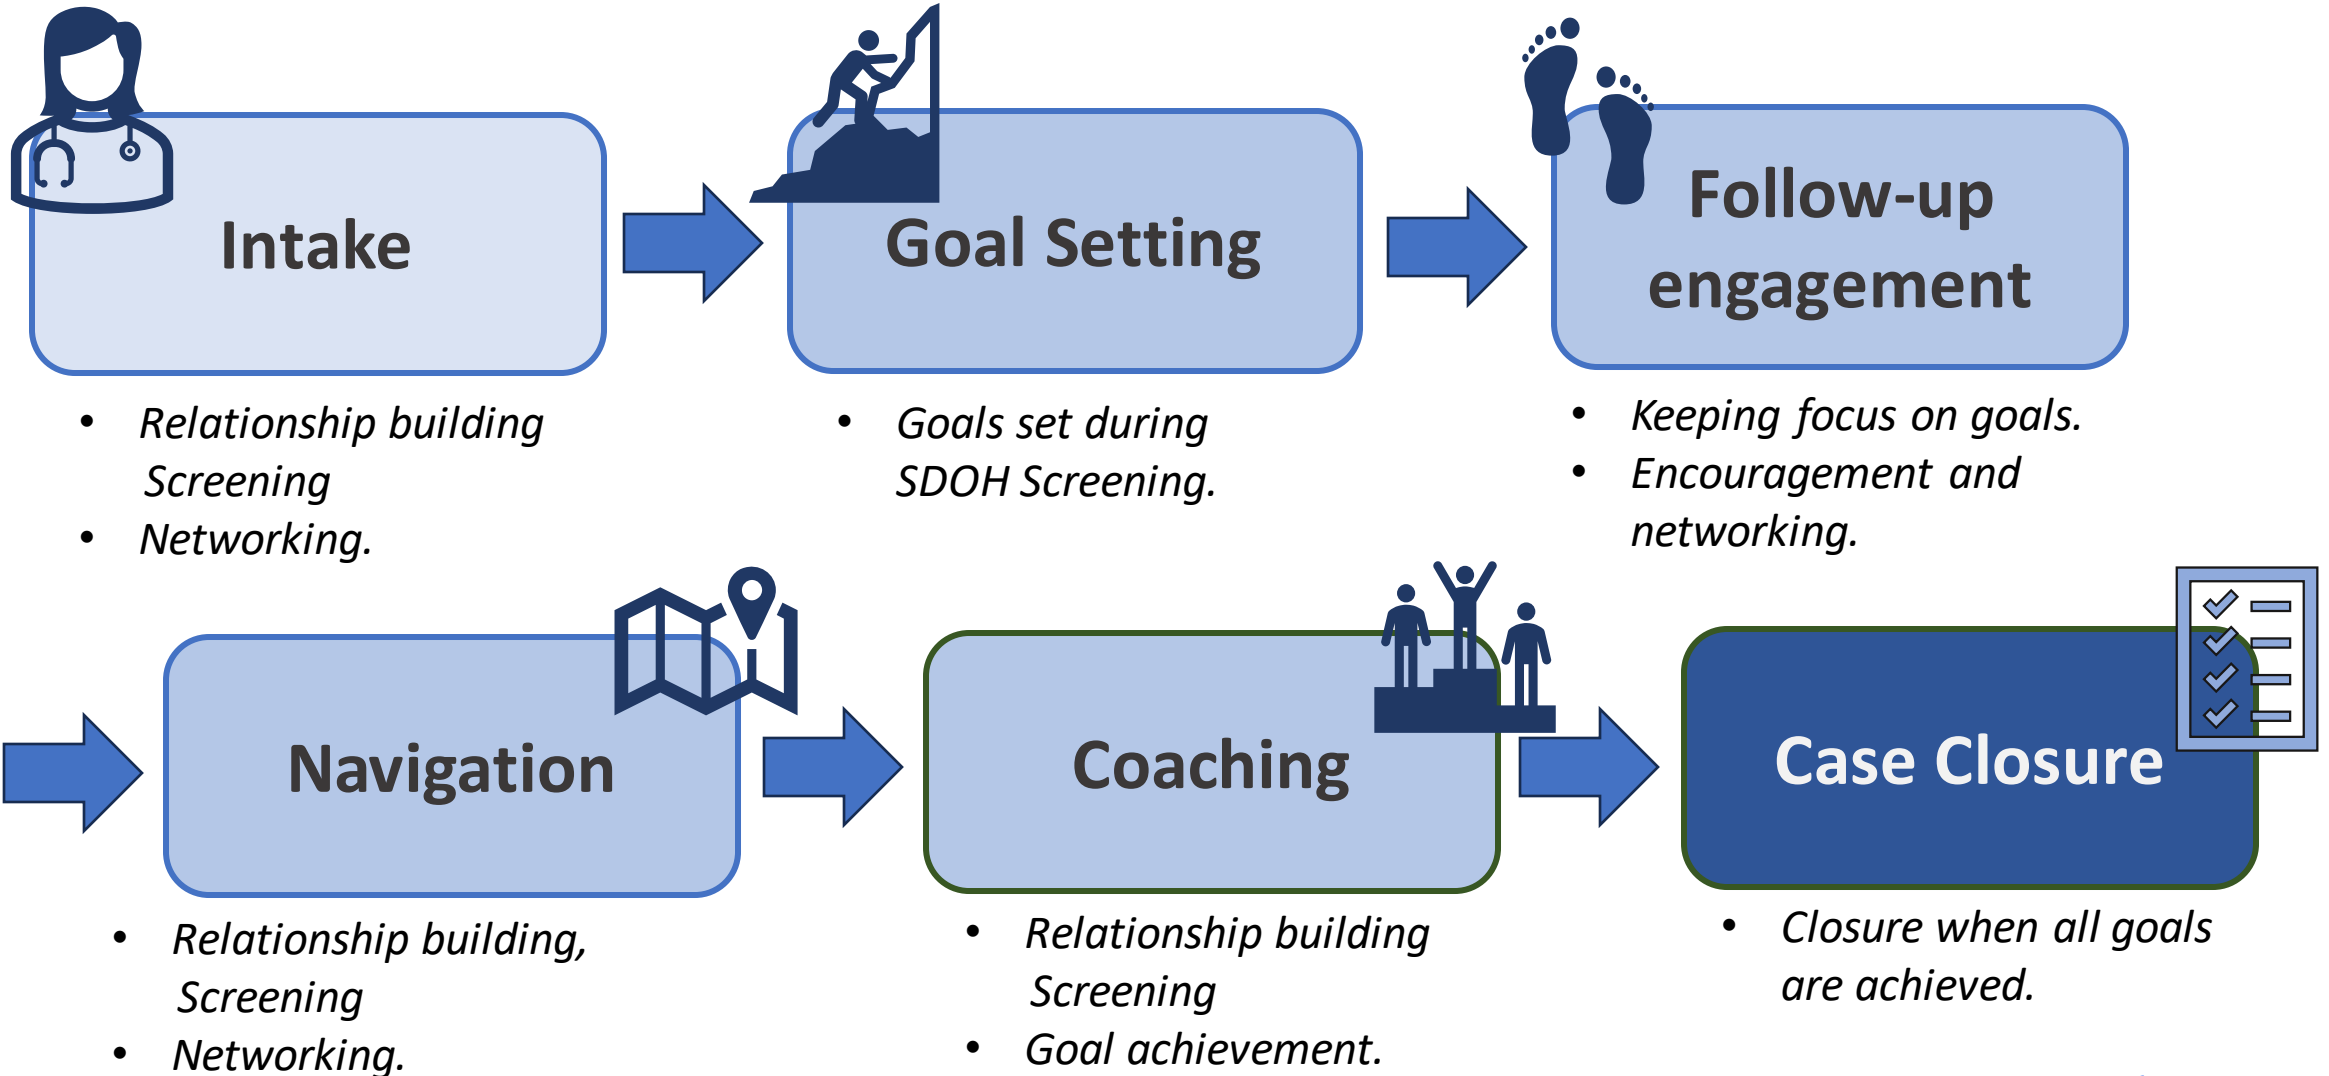 Intake
Goal Setting
Follow-up
engagement
• Relationship building
Screening
• Networking.
• Goals set during
SDOH Screening.
• Keeping focus on goals.
• Encouragement and
networking.
Navigation
Coaching
Case Closure
• Relationship building,
Screening
• Networking.
• Relationship building
Screening
• Goal achievement.
• Closure when all goals
are achieved.